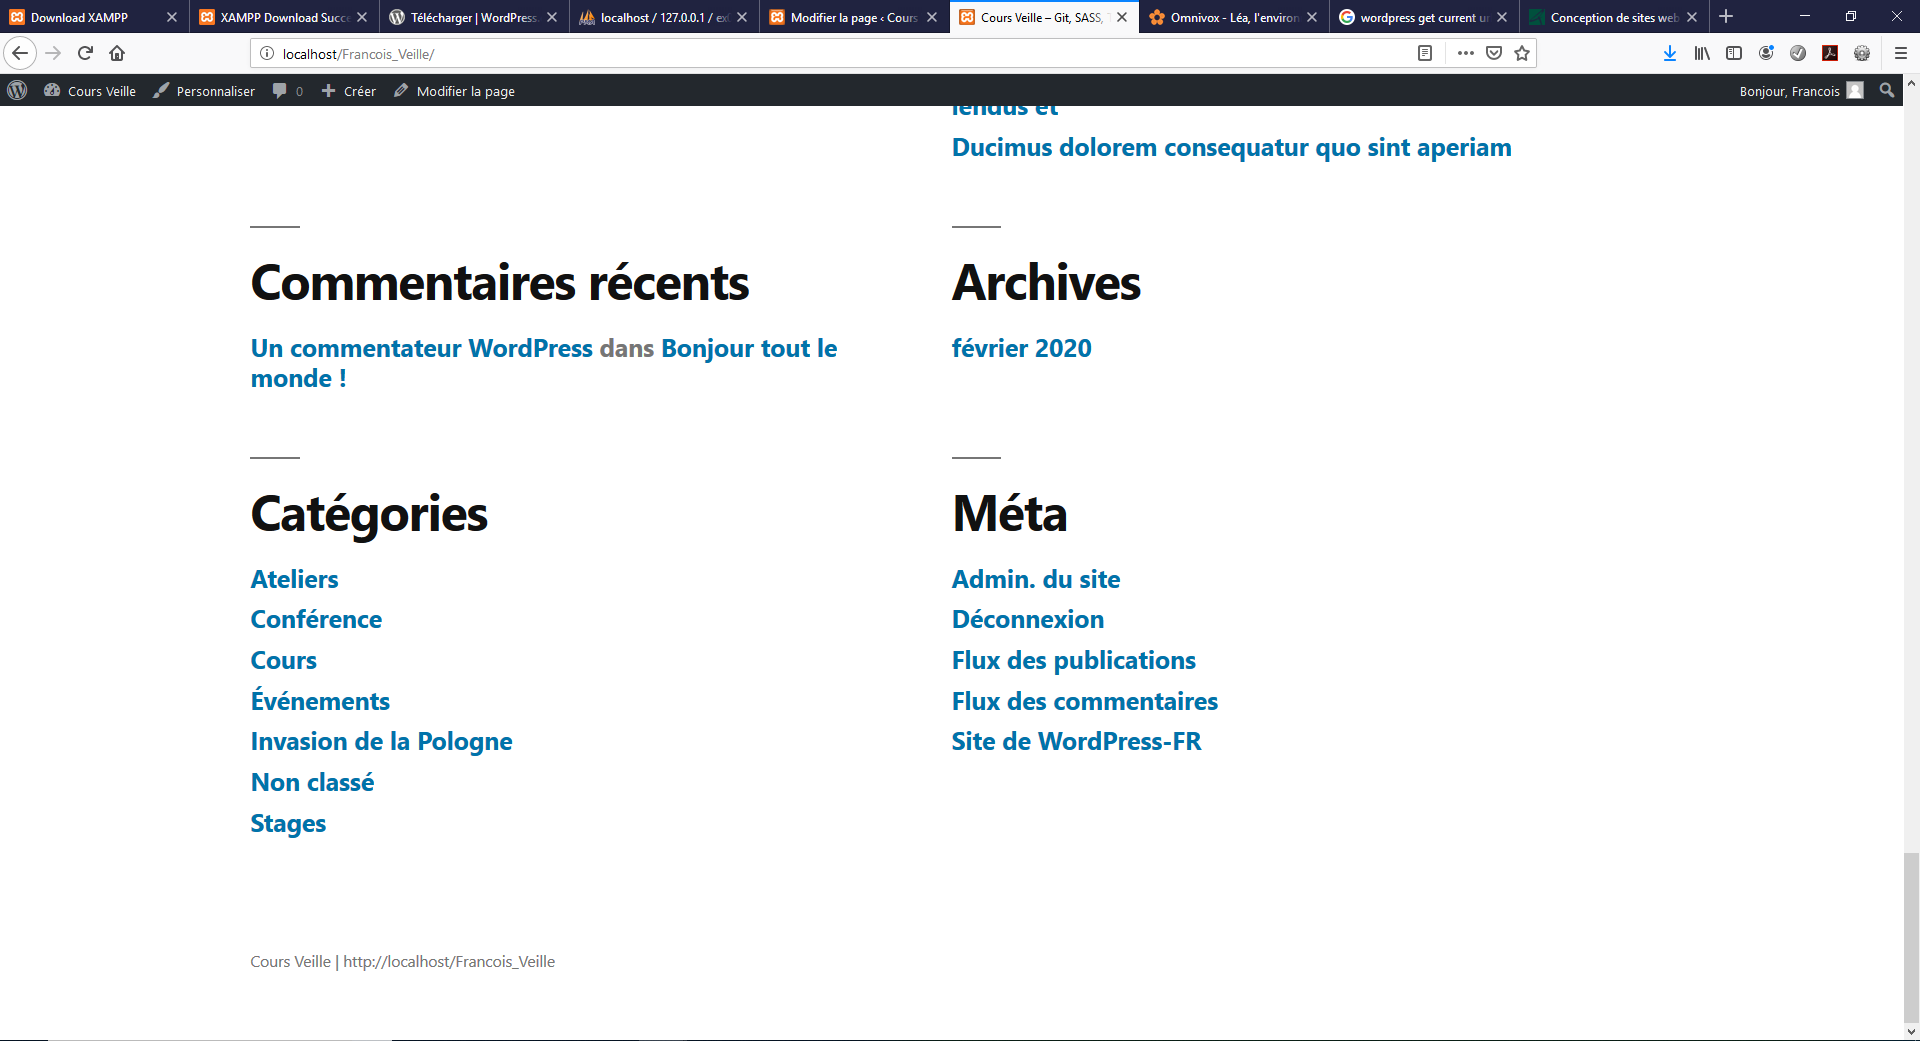 Download XAMPP
XAMPP Download Succe
Télécharger | WordPress
localhost / 127.0.0.1 / ex
Modifier la page ‹ Cours
Cours Veille – Git, SASS,
Omnivox - Léa, l'environ
wordpress get current u
Conception de sites web
localhost/Francois_Veille/
Cours Veille
Personnaliser
0
Créer
Modifier la page
Bonjour, Francois
lendus et
Ducimus dolorem consequatur quo sint aperiam
Commentaires récents
Un commentateur WordPress dans Bonjour tout le
monde !
Archives
février 2020
Catégories
Ateliers
Conférence
Cours
Événements
Invasion de la Pologne
Non classé
Stages
Méta
Admin. du site
Déconnexion
Flux des publications
Flux des commentaires
Site de WordPress-FR
Cours Veille | http://localhost/Francois_Veille